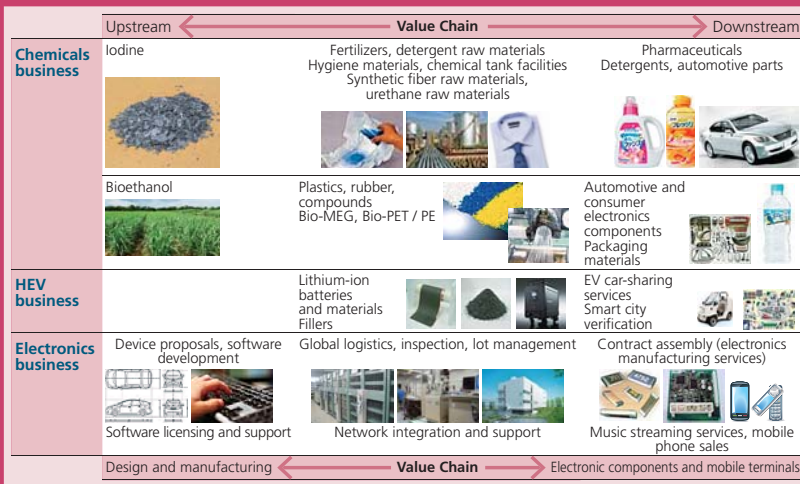 Upstream Value Chain Downstream
Chemicals
business
Iodine
Fertilizers, detergent raw materials
Hygiene materials, chemical tank facilities
Synthetic fiber raw materials,
urethane raw materials
Pharmaceuticals
Detergents, automotive parts
Bioethanol
Plastics, rubber,
compounds
Bio-MEG, Bio-PET / PE
Automotive and
consumer
electronics
components
Packaging
materials
HEV
business
Lithium-ion
batteries
and materials
Fillers
EV car-sharing
services
Smart city
verification
Electronics
business
Device proposals, software
development
Global logistics, inspection, lot management
Contract assembly (electronics
manufacturing services)
Software licensing and support
Network integration and support
Music streaming services, mobile
phone sales
Design and manufacturing Value Chain Electronic components and mobile terminals